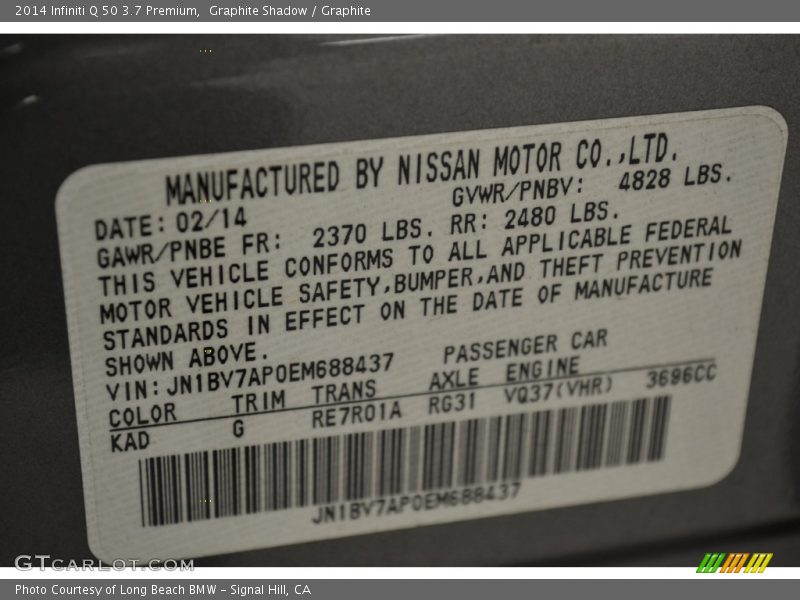 2014 Infiniti Q 50 3.7 Premium,  Graphite Shadow / Graphite
MANUFACTURED BY NISSAN MOTOR CO.,LTD.
DATE: 02/14 GVWR/PNBV: 4828 LBS.
GAWR/PNBE FR: 2370 LBS. RR: 2480 LBS.
THIS VEHICLE CONFORMS TO ALL APPLICABLE FEDERAL
MOTOR VEHICLE SAFETY,BUMPER,AND THEFT PREVENTION
STANDARDS IN EFFECT ON THE DATE OF MANUFACTURE
SHOWN ABOVE.
VIN:JN1BV7AP0EM688437 PASSENGER CAR
COLOR TRIM TRANS AXLE ENGINE
KAD G RE7R01A RG31 VQ37(VHR) 3696CC
JN1BV7AP0EM688437
GTCARLOT.COM
Photo Courtesy of Long Beach BMW - Signal Hill, CA